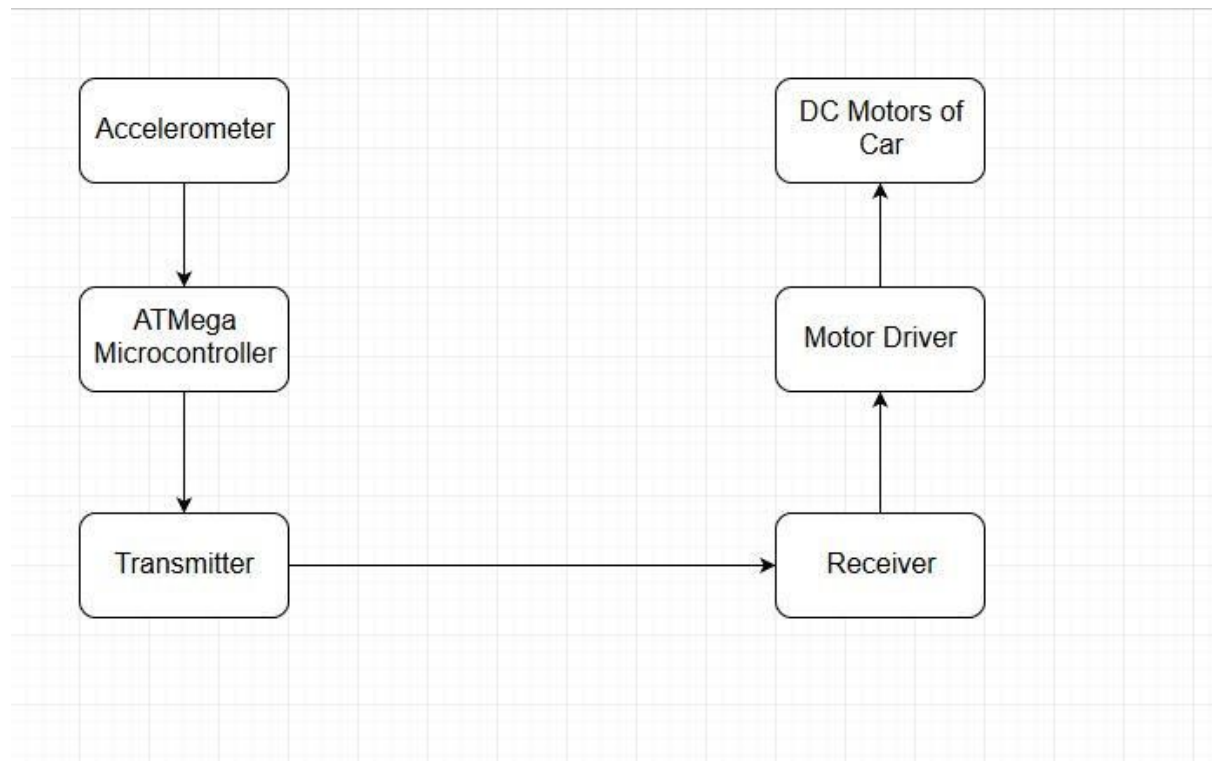 Accelerometer
ATMega
Microcontroller
Transmitter
Receiver
Motor Driver
DC Motors of
Car